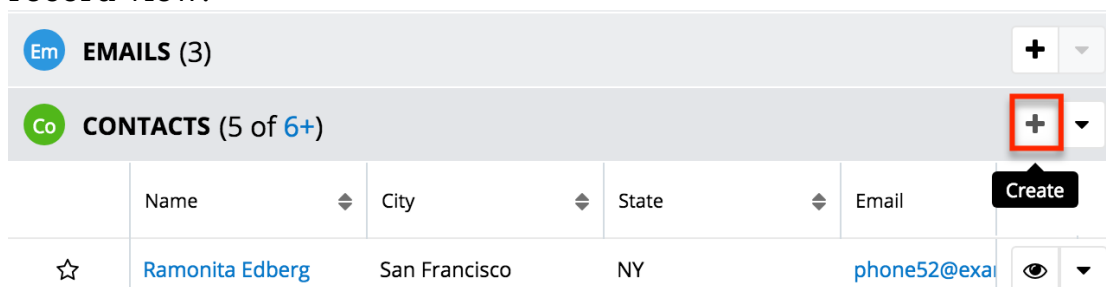 Em EMAILS (3)
Co CONTACTS (5 of 6+)
Create
Name City State Email
Ramonita Edberg San Francisco NY phone52@exa